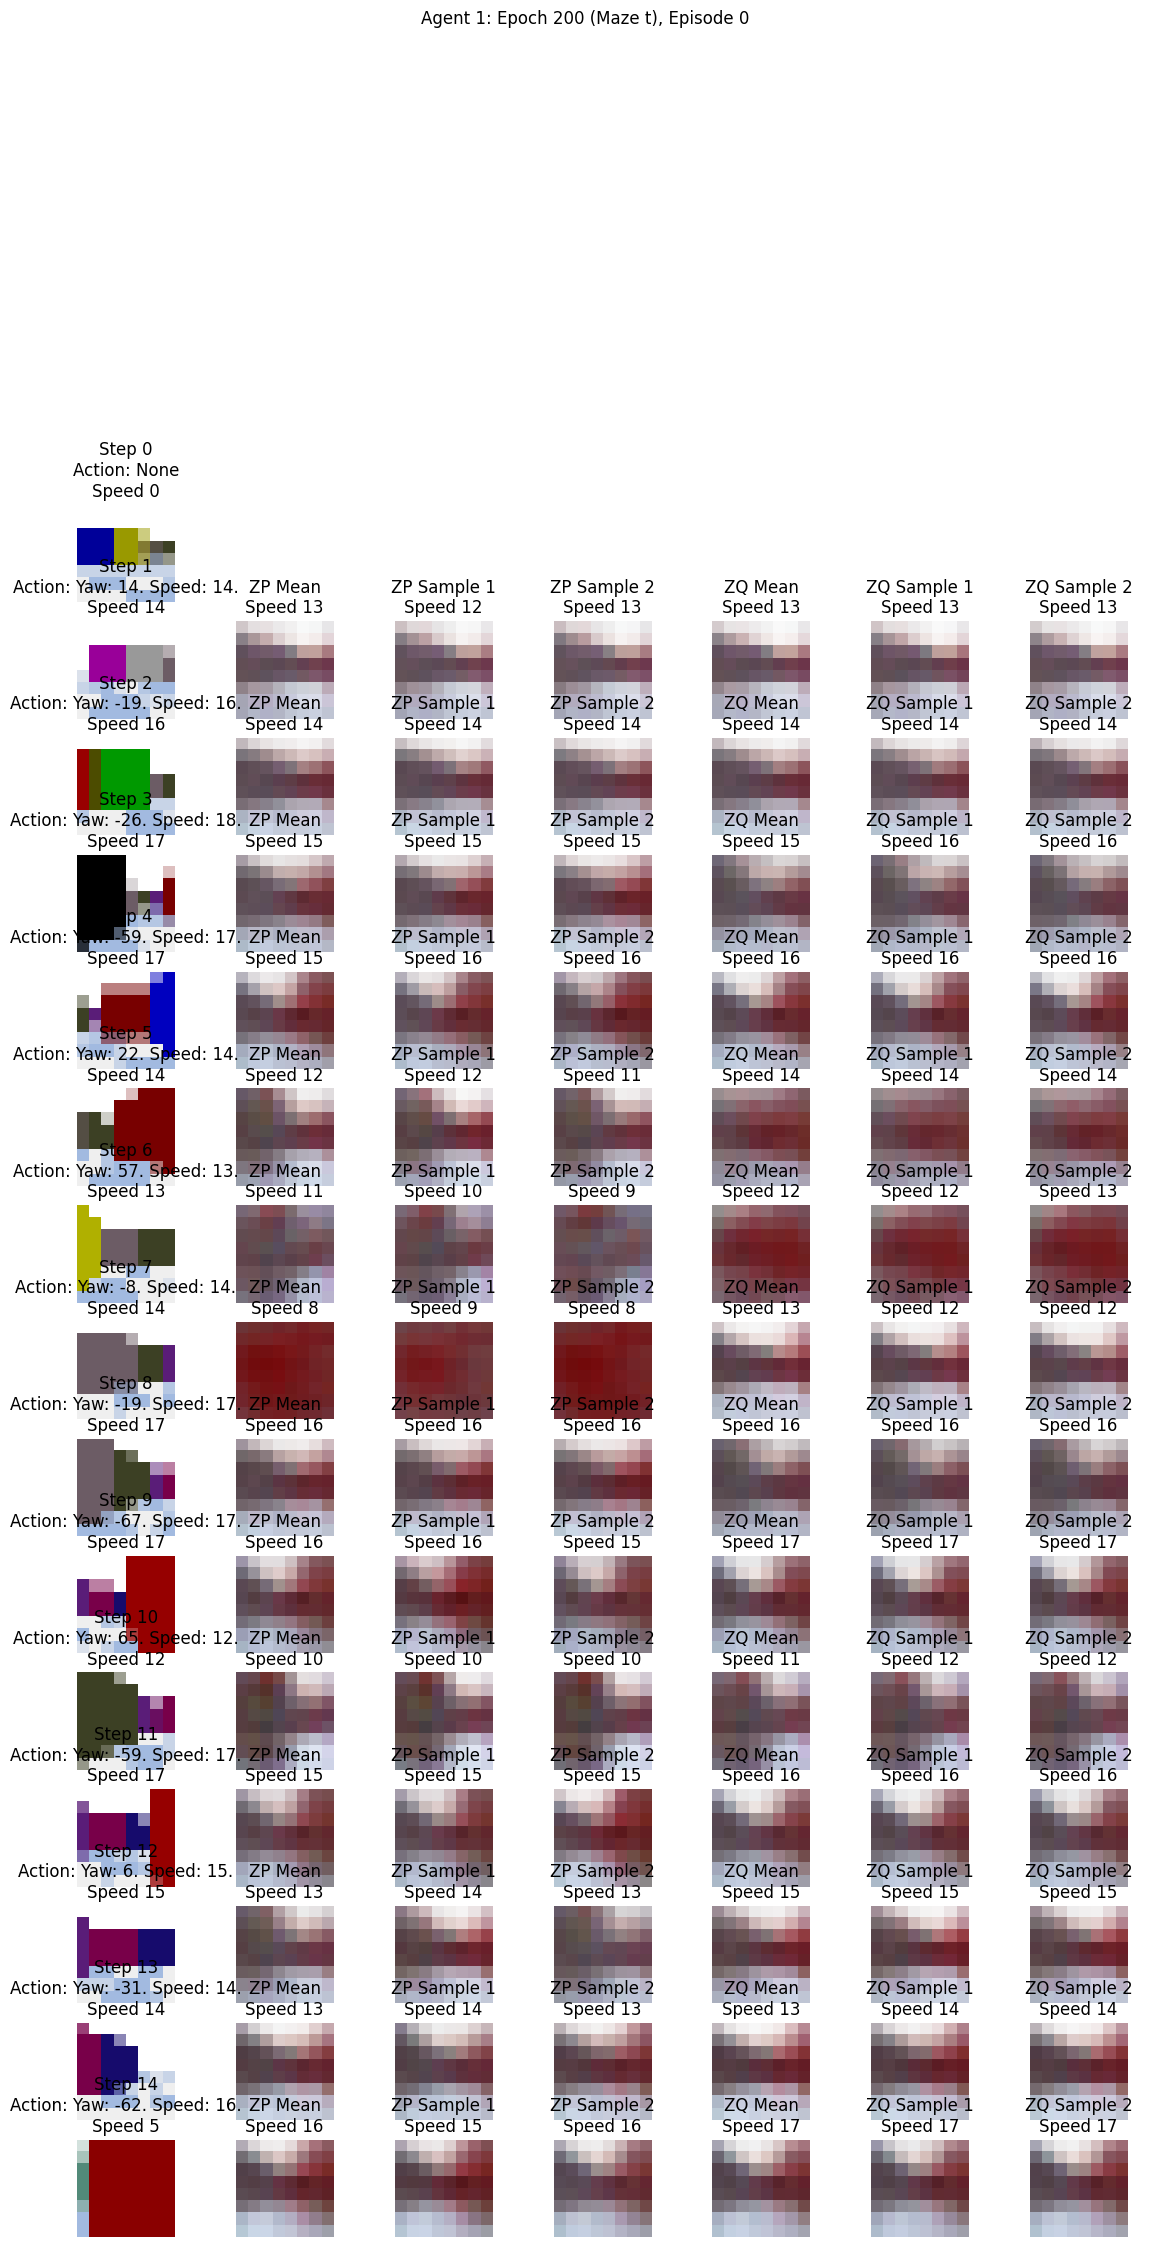 Agent 1: Epoch 200 (Maze t), Episode 0
Step 0
Action: None
Speed 0
Step 1
Action: Yaw: 14. Speed: 14.
Speed 14
ZP Mean
Speed 13
ZP Sample 1
Speed 12
ZP Sample 2
Speed 13
ZQ Mean
Speed 13
ZQ Sample 1
Speed 13
ZQ Sample 2
Speed 13
Step 2
Action: Yaw: -19. Speed: 16.
Speed 16
ZP Mean
Speed 14
ZP Sample 1
Speed 14
ZP Sample 2
Speed 14
ZQ Mean
Speed 14
ZQ Sample 1
Speed 14
ZQ Sample 2
Speed 14
Step 3
Action: Yaw: -26. Speed: 18.
Speed 17
ZP Mean
Speed 15
ZP Sample 1
Speed 15
ZP Sample 2
Speed 15
ZQ Mean
Speed 15
ZQ Sample 1
Speed 16
ZQ Sample 2
Speed 16
Step 4
Action: Yaw: -59. Speed: 17.
Speed 17
ZP Mean
Speed 15
ZP Sample 1
Speed 16
ZP Sample 2
Speed 16
ZQ Mean
Speed 16
ZQ Sample 1
Speed 16
ZQ Sample 2
Speed 16
Step 5
Action: Yaw: 22. Speed: 14.
Speed 14
ZP Mean
Speed 12
ZP Sample 1
Speed 12
ZP Sample 2
Speed 11
ZQ Mean
Speed 14
ZQ Sample 1
Speed 14
ZQ Sample 2
Speed 14
Step 6
Action: Yaw: 57. Speed: 13.
Speed 13
ZP Mean
Speed 11
ZP Sample 1
Speed 10
ZP Sample 2
Speed 9
ZQ Mean
Speed 12
ZQ Sample 1
Speed 12
ZQ Sample 2
Speed 13
Step 7
Action: Yaw: -8. Speed: 14.
Speed 14
ZP Mean
Speed 8
ZP Sample 1
Speed 9
ZP Sample 2
Speed 8
ZQ Mean
Speed 13
ZQ Sample 1
Speed 12
ZQ Sample 2
Speed 12
Step 8
Action: Yaw: -19. Speed: 17.
Speed 17
ZP Mean
Speed 16
ZP Sample 1
Speed 16
ZP Sample 2
Speed 16
ZQ Mean
Speed 16
ZQ Sample 1
Speed 16
ZQ Sample 2
Speed 16
Step 9
Action: Yaw: -67. Speed: 17.
Speed 17
ZP Mean
Speed 16
ZP Sample 1
Speed 16
ZP Sample 2
Speed 15
ZQ Mean
Speed 17
ZQ Sample 1
Speed 17
ZQ Sample 2
Speed 17
Step 10
Action: Yaw: 65. Speed: 12.
Speed 12
ZP Mean
Speed 10
ZP Sample 1
Speed 10
ZP Sample 2
Speed 10
ZQ Mean
Speed 11
ZQ Sample 1
Speed 12
ZQ Sample 2
Speed 12
Step 11
Action: Yaw: -59. Speed: 17.
Speed 17
ZP Mean
Speed 15
ZP Sample 1
Speed 15
ZP Sample 2
Speed 15
ZQ Mean
Speed 16
ZQ Sample 1
Speed 16
ZQ Sample 2
Speed 16
Step 12
Action: Yaw: 6. Speed: 15.
Speed 15
ZP Mean
Speed 13
ZP Sample 1
Speed 14
ZP Sample 2
Speed 13
ZQ Mean
Speed 15
ZQ Sample 1
Speed 15
ZQ Sample 2
Speed 15
Step 13
Action: Yaw: -31. Speed: 14.
Speed 14
ZP Mean
Speed 13
ZP Sample 1
Speed 14
ZP Sample 2
Speed 13
ZQ Mean
Speed 13
ZQ Sample 1
Speed 14
ZQ Sample 2
Speed 14
Step 14
Action: Yaw: -62. Speed: 16.
Speed 5
ZP Mean
Speed 16
ZP Sample 1
Speed 15
ZP Sample 2
Speed 16
ZQ Mean
Speed 17
ZQ Sample 1
Speed 17
ZQ Sample 2
Speed 17